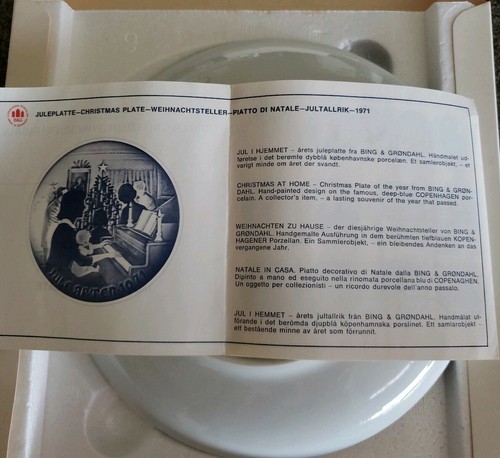 JULEPLATTE—CHRISTMAS PLATE—WEIHNACHTSTELLER—PIATTO DI NATALE—JULTALLRIK—1971
JUL I HJEMMET – årets juleplatte fra BING & GRØNDAHL. Håndmalet ud-
førelse i det berømte dybblå københavnske porcelæn. Et samlerobjekt, – et
varigt minde om året der svandt.
CHRISTMAS AT HOME – Christmas Plate of the year from BING & GRØN-
DAHL. Hand-painted design on the famous, deep-blue COPENHAGEN por-
celain. A collector's item, – a lasting souvenir of the year that passed.
WEIHNACHTEN ZU HAUSE – der diesjährige Weihnachtsteller von BING &
GRØNDAHL. Handgemalte Ausführung in dem berühmten tiefblauen KOPEN-
HAGENER Porzellan. Ein Sammlerobjekt, – ein bleibendes Andenken an das
vergangene Jahr.
NATALE IN CASA. Piatto decorativo di Natale dalla BING & GRØNDAHL.
Dipinto a mano ed eseguito nella rinomata porcellana blu di COPENAGHEN.
Un oggetto per collezionisti – un ricordo durevole dell'anno passato.
JUL I HEMMET – årets jultallrik från BING & GRØNDAHL. Handmålat ut-
förande i det berömda djupblå köpenhamnska porslinet. Ett samlarobjekt –
ett bestående minne av året som förrunnit.
JULEAFTEN 1971